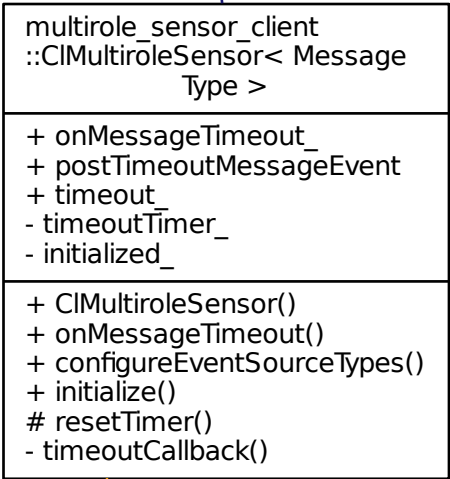 multirole_sensor_client
::ClMultiroleSensor< Message
Type >
+ onMessageTimeout_
+ postTimeoutMessageEvent
+ timeout_
- timeoutTimer_
- initialized_
+ ClMultiroleSensor()
+ onMessageTimeout()
+ configureEventSourceTypes()
+ initialize()
# resetTimer()
- timeoutCallback()